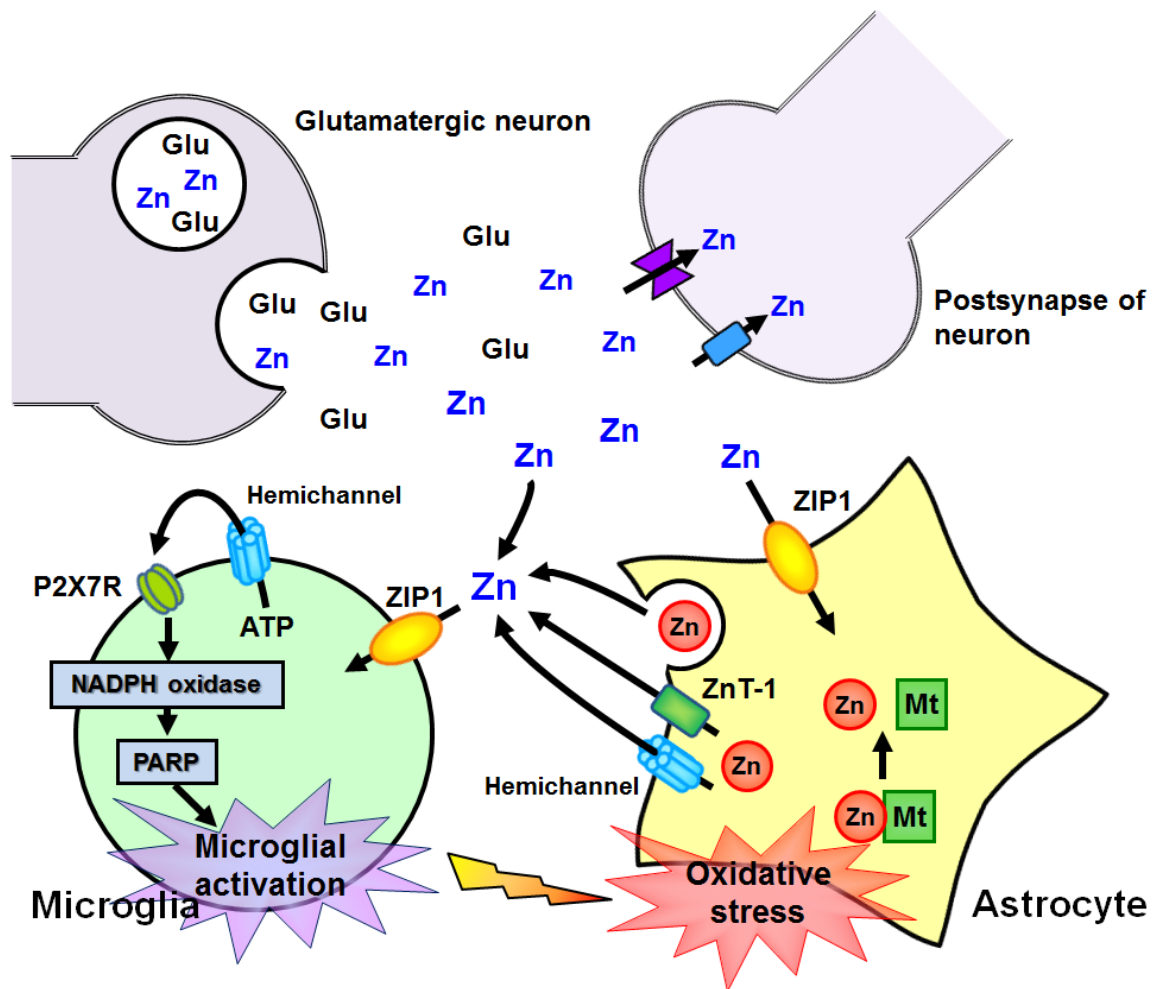 Glutamatergic neuron
Glu
Zn
Zn
Glu
Glu
Zn
Zn
Zn
Glu
Zn
Glu
Zn
Postsynapse of
neuron
Zn
Glu
Zn
Zn
Zn
Glu
Zn
Zn
Zn
Hemichannel
ZIP1
P2X7R
ATP
ZIP1
Zn
Zn
NADPH oxidase
ZnT-1
Zn
Mt
PARP
Hemichannel
Zn
Zn
Mt
Microglial
activation
Oxidative
stress
Microglia
Astrocyte